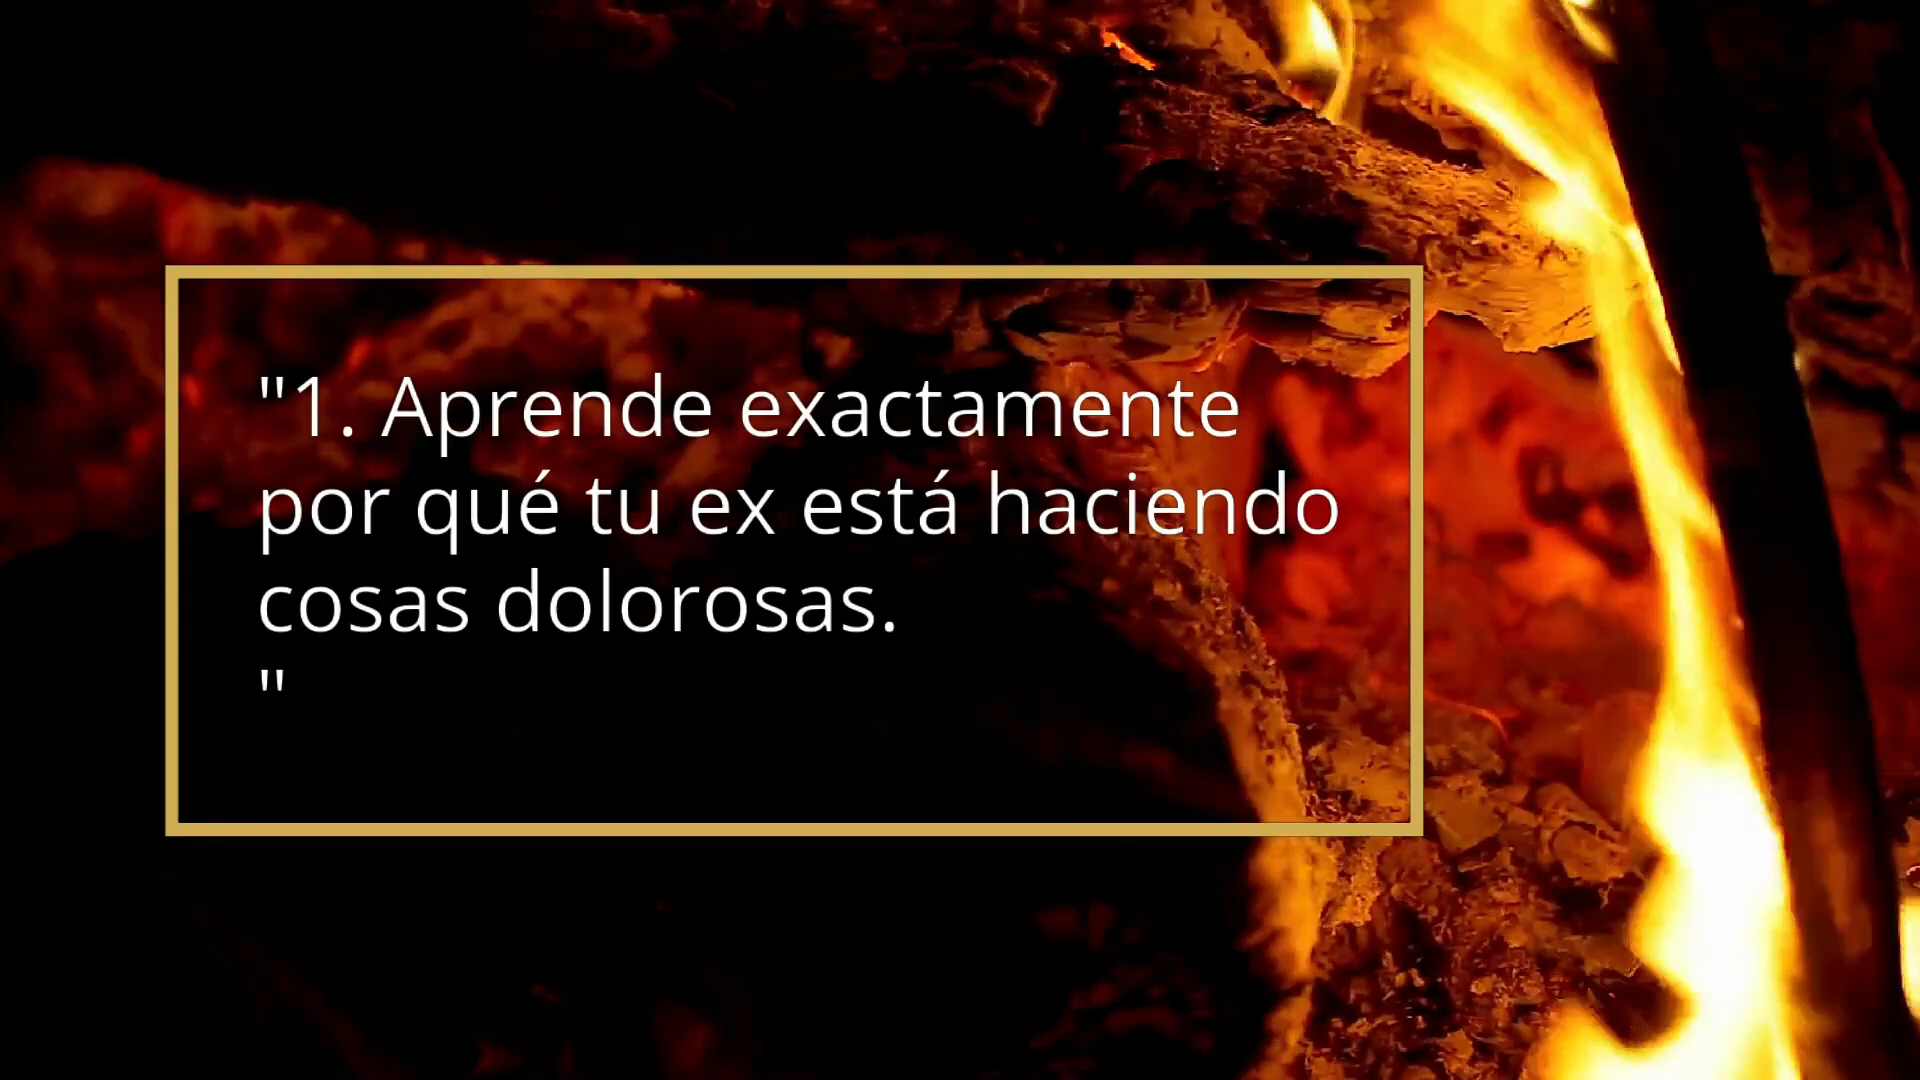 "1. Aprende exactamente
por qué tu ex está haciendo
cosas dolorosas.
"